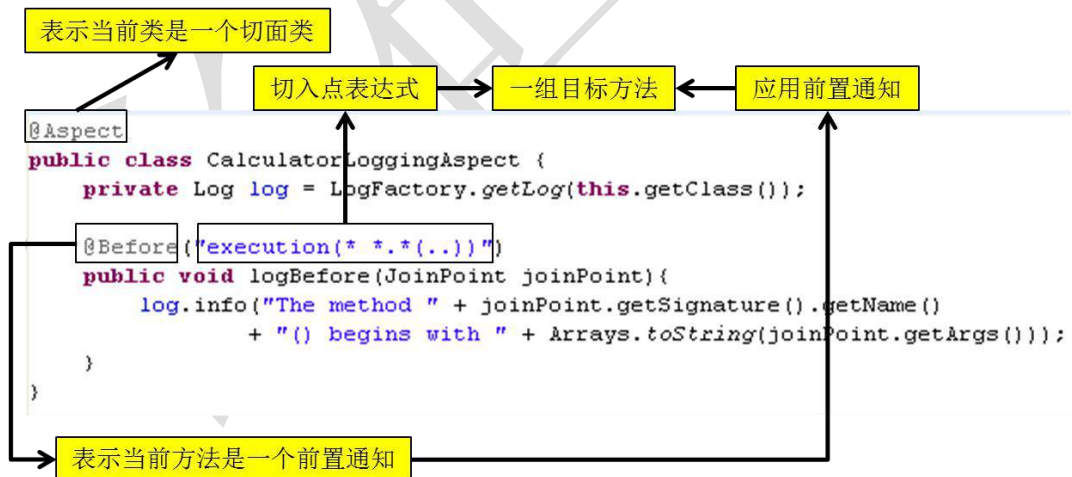 表示当前类是一个切面类
切入点表达式
一组目标方法
应用前置通知
@Aspect
public class CalculatorLoggingAspect {
private Log log = LogFactory.getLog(this.getClass());
@Before("execution(* *.*(..))")
public void logBefore(JoinPoint joinPoint){
log.info("The method " + joinPoint.getSignature().getName()
+ "() begins with " + Arrays.toString(joinPoint.getArgs()));
}
}
表示当前方法是一个前置通知